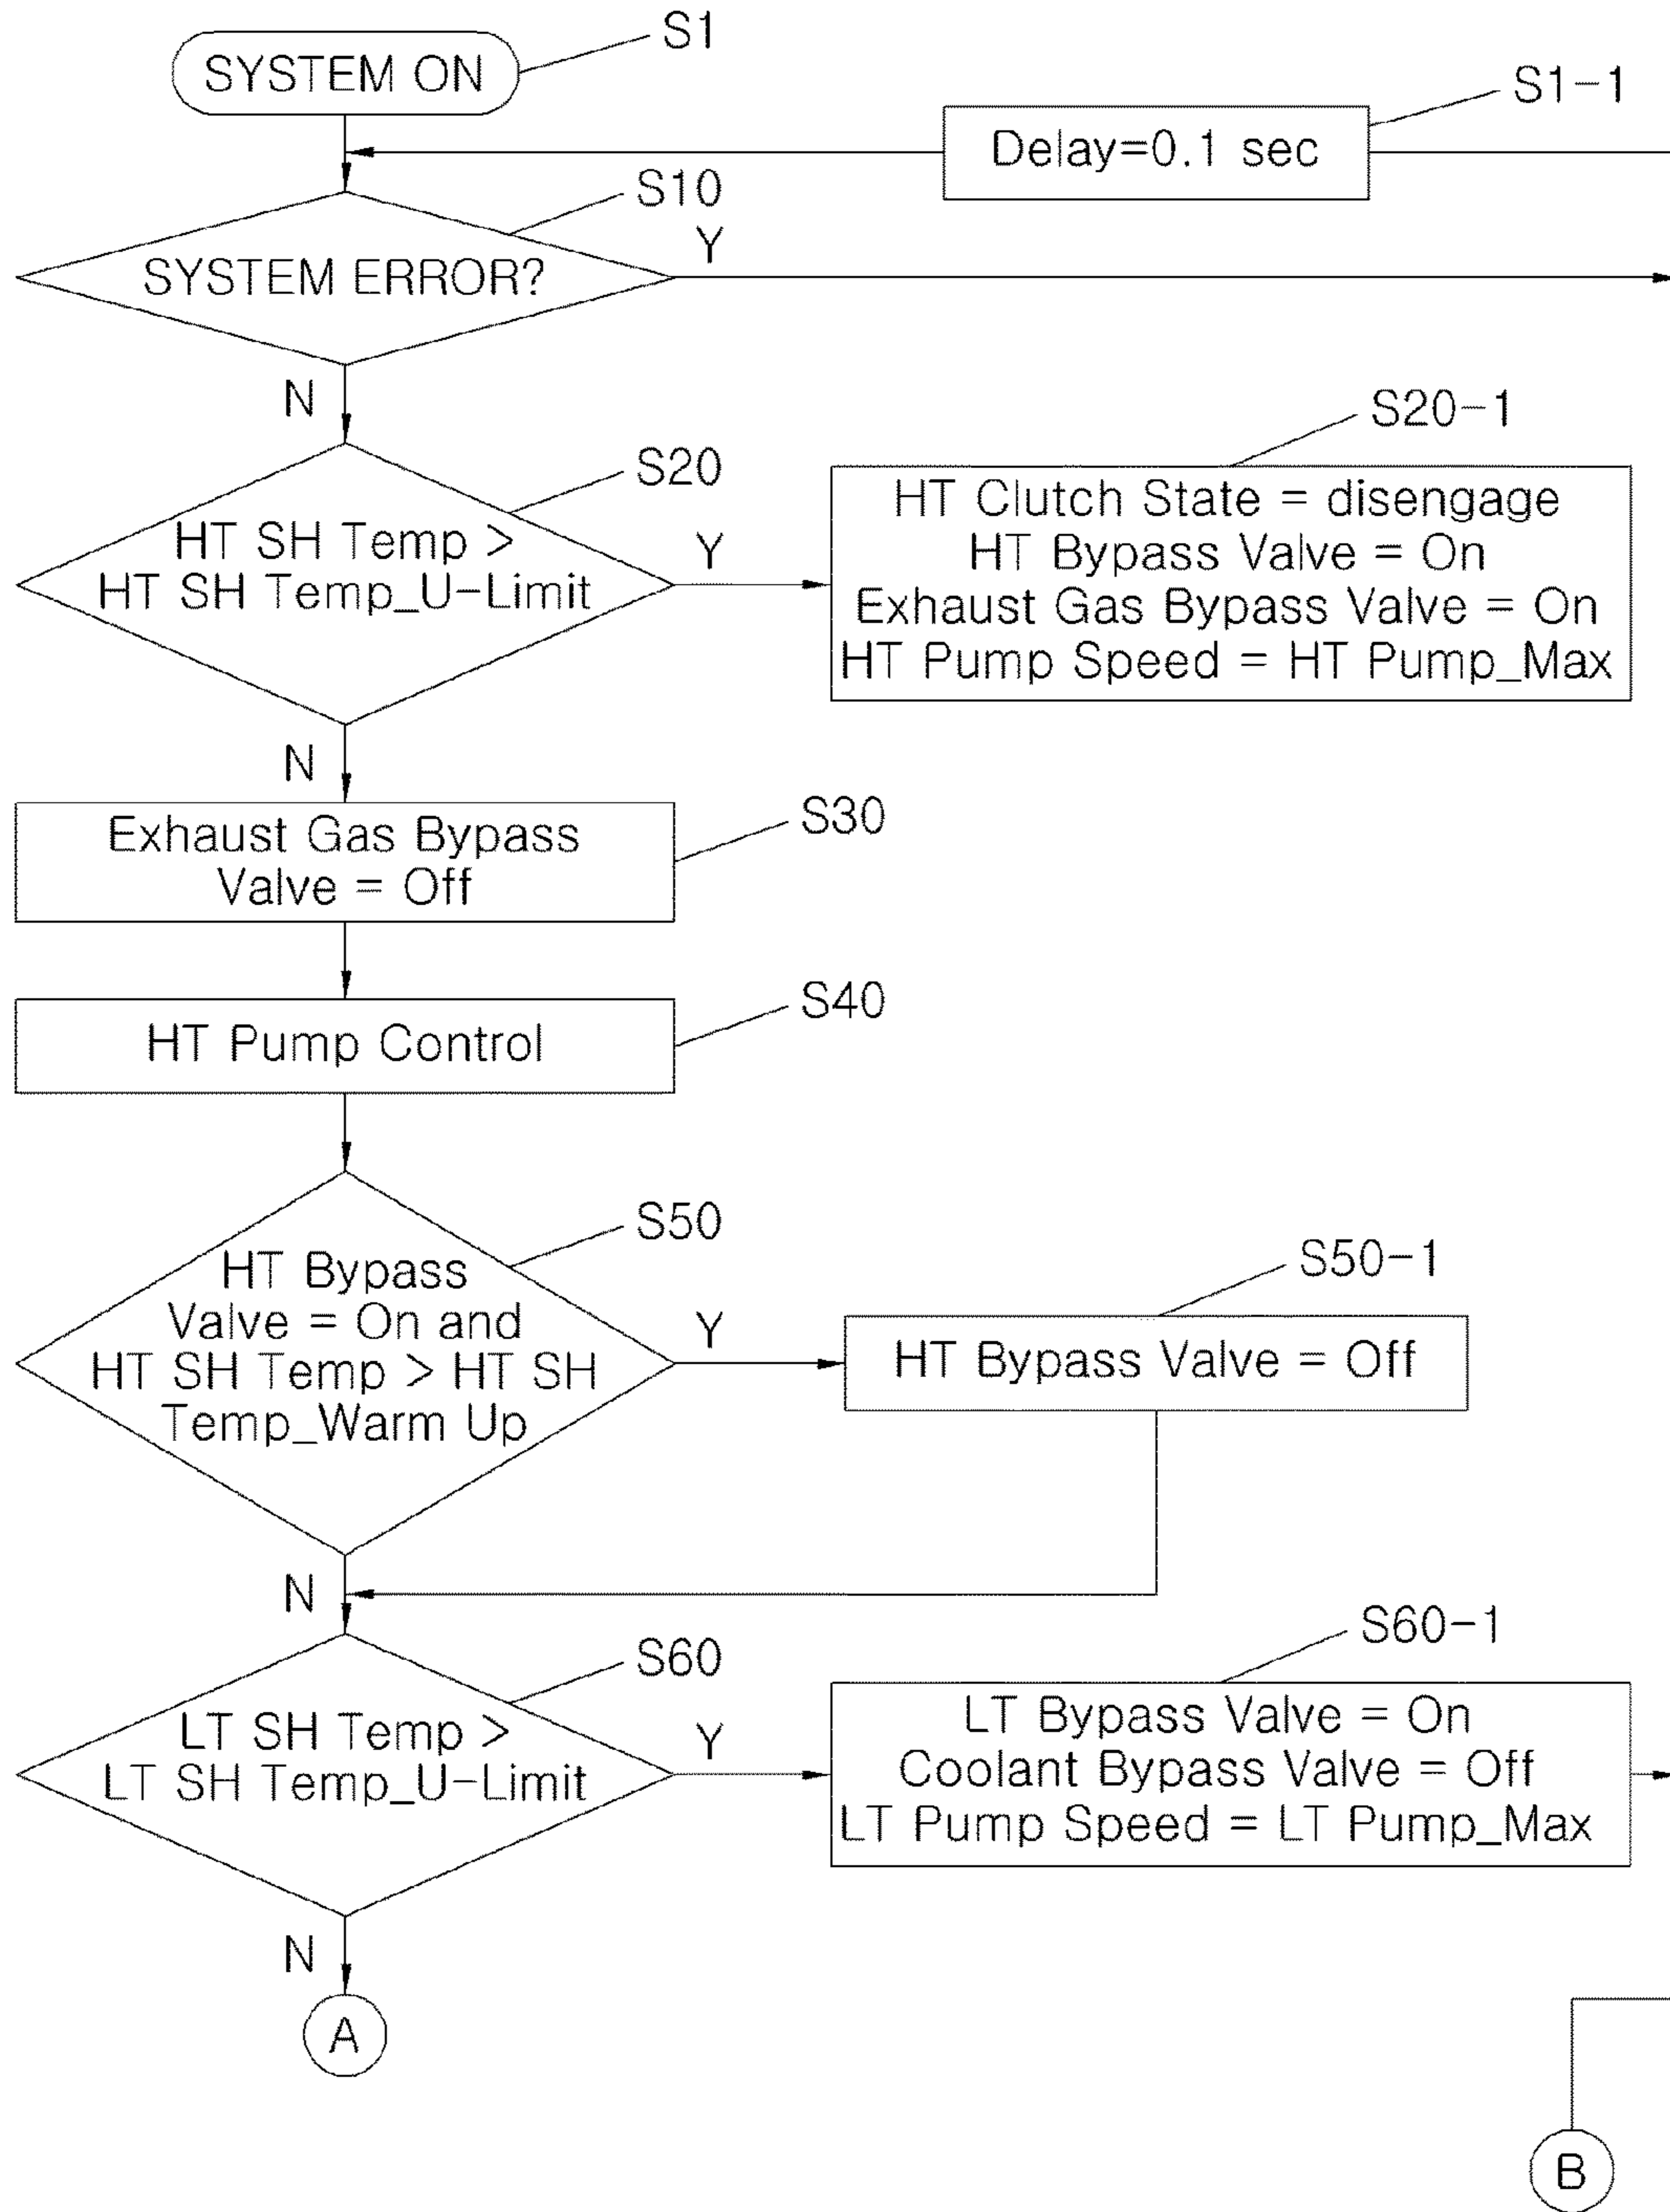 SYSTEM ON
S1
S1-1
Delay=0.1 sec
S10
SYSTEM ERROR?
Y
N
S20
HT SH Temp >
HT SH Temp_U-Limit
Y
S20-1
HT Clutch State = disengage
HT Bypass Valve = On
Exhaust Gas Bypass Valve = On
HT Pump Speed = HT Pump_Max
N
S30
Exhaust Gas Bypass
Valve = Off
S40
HT Pump Control
S50
HT Bypass
Valve = On and
HT SH Temp > HT SH
Temp_Warm Up
Y
S50-1
HT Bypass Valve = Off
N
S60
LT SH Temp >
LT SH Temp_U-Limit
Y
S60-1
LT Bypass Valve = On
Coolant Bypass Valve = Off
LT Pump Speed = LT Pump_Max
N
A
B